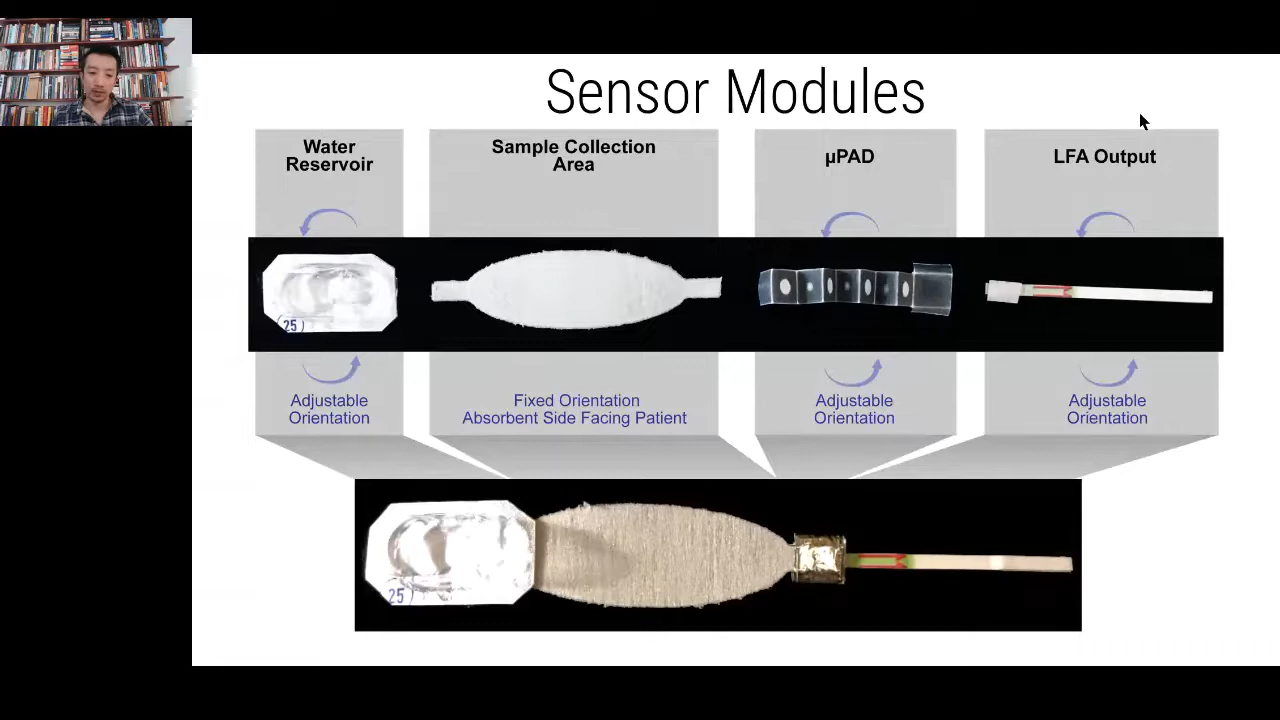 Sensor Modules
Water
Reservoir
Sample Collection
Area
µPAD
LFA Output
(25)
Adjustable
Orientation
Fixed Orientation
Absorbent Side Facing Patient
Adjustable
Orientation
Adjustable
Orientation
25)